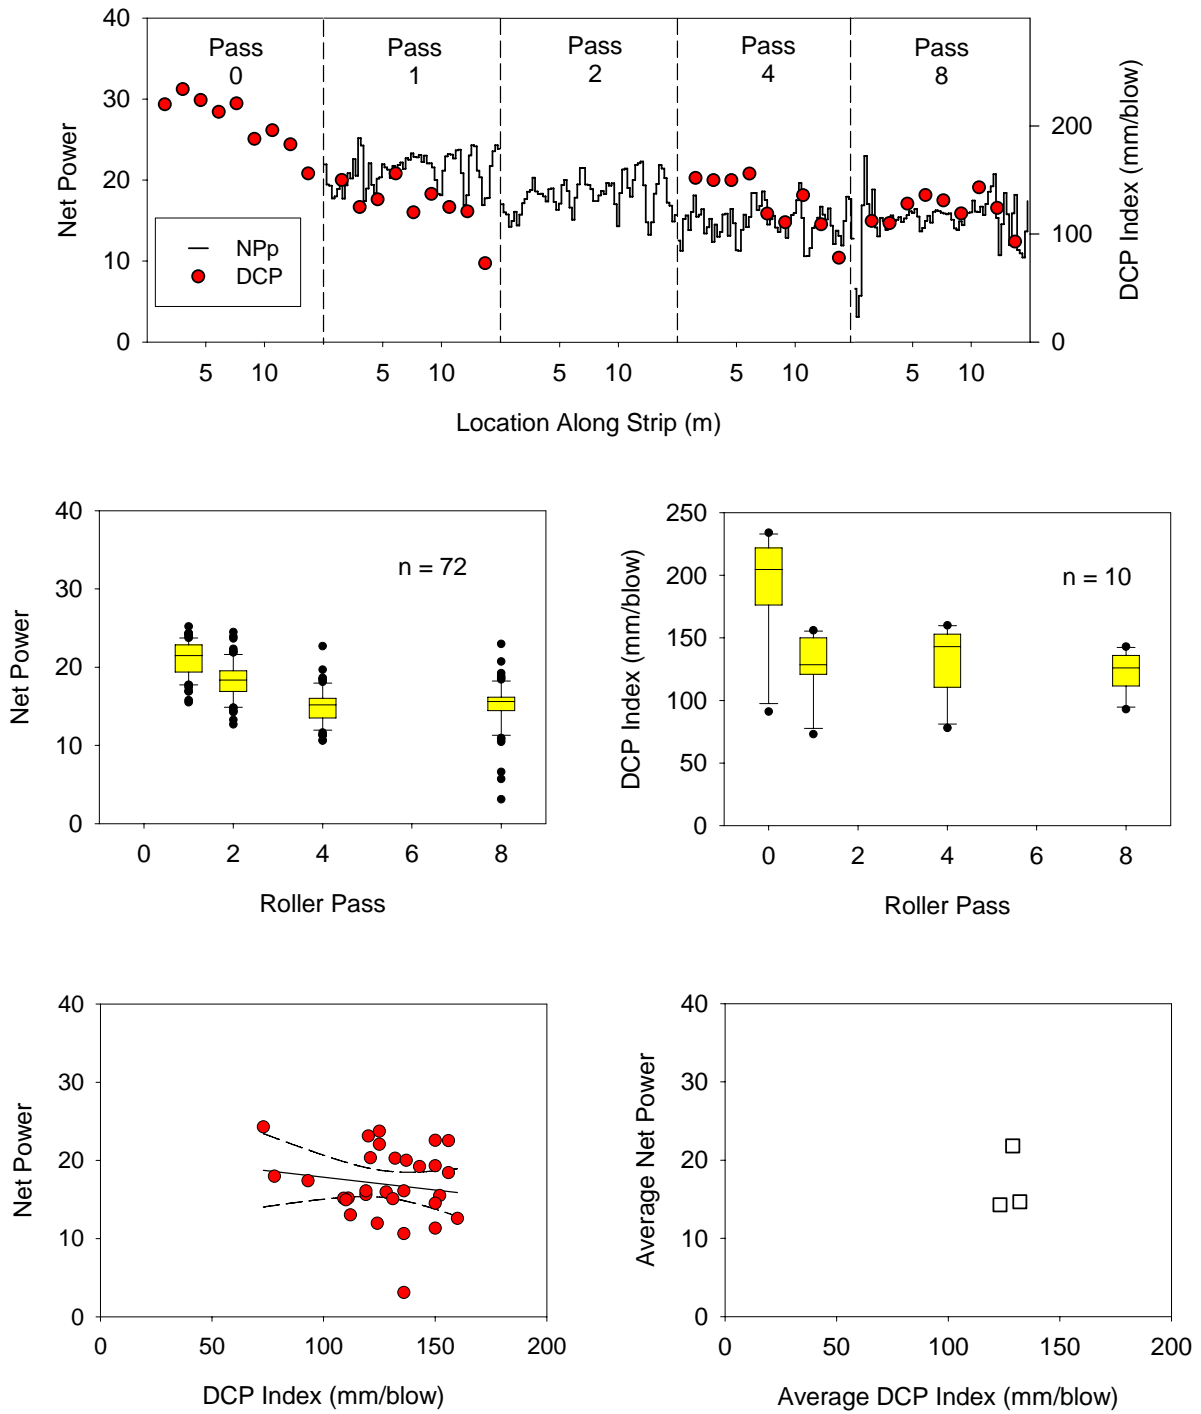 40
Pass Pass Pass Pass Pass
0 1 2 4 8
30
200
20
100
10
0 0
Net Power
DCP Index (mm/blow)
NPp
DCP
5 10 5 10 5 10 5 10 5 10
Location Along Strip (m)
40
30
20
10
0
Net Power
n = 72
0 2 4 6 8
Roller Pass
250
200
150
100
50
0
DCP Index (mm/blow)
n = 10
0 2 4 6 8
Roller Pass
40
30
20
10
0
Net Power
0 50 100 150 200
DCP Index (mm/blow)
40
30
20
10
0
Average Net Power
0 50 100 150 200
Average DCP Index (mm/blow)